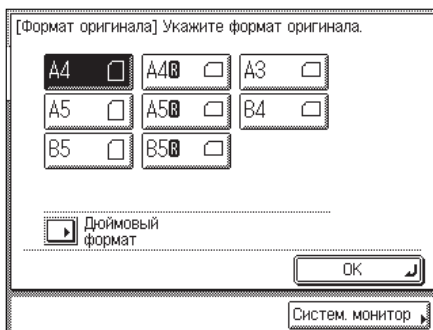 [Формат оригинала] Укажите формат оригинала.
A4 A4R A3
A5 A5R B4
B5 B5R
Дюймовый
формат
OK
Систем. монитор